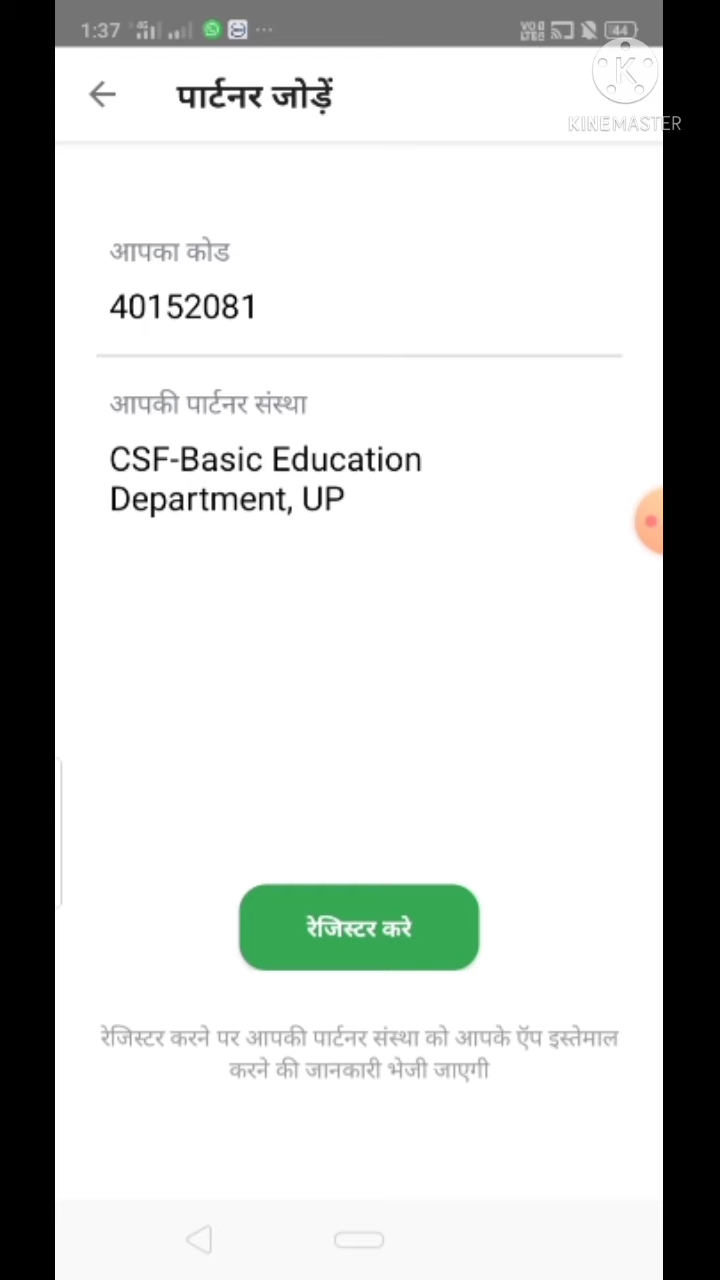 1:37
44
पार्टनर जोड़ें
KINEMASTER
आपका कोड
40152081
आपकी पार्टनर संस्था
CSF-Basic Education
Department, UP
रेजिस्टर करे
रेजिस्टर करने पर आपकी पार्टनर संस्था को आपके ऍप इस्तेमाल
करने की जानकारी भेजी जाएगी